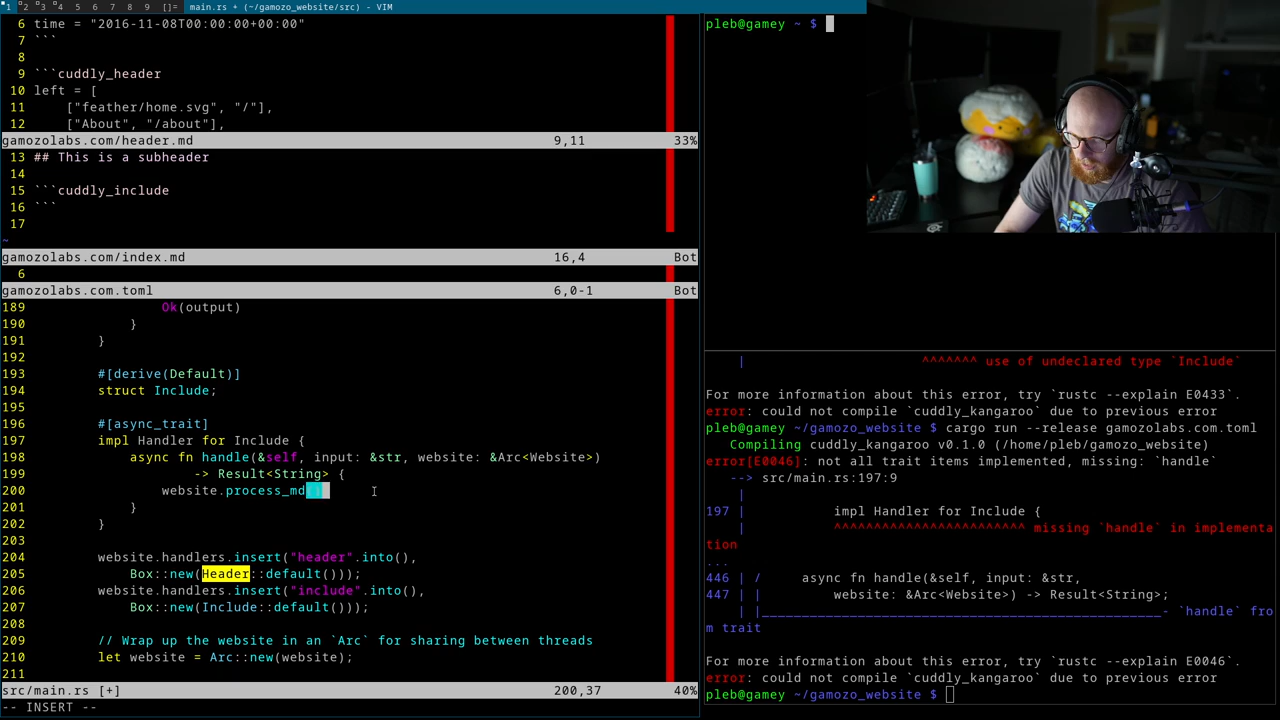 1 2 3 4 5 6 7 8 9 []= main.rs + (~/gamozo_website/src) - VIM
6 time = "2016-11-08T00:00:00+00:00"
7 ```
8
9 ```cuddly_header
10 left = [
11     ["feather/home.svg", "/"],
12     ["About", "/about"],
gamozolabs.com/header.md 9,11 33%
13 ## This is a subheader
14
15 ```cuddly_include
16 ```
17
~
gamozolabs.com/index.md 16,4 Bot
6
gamozolabs.com.toml 6,0-1 Bot
189                 Ok(output)
190             }
191         }
192
193         #[derive(Default)]
194         struct Include;
195
196         #[async_trait]
197         impl Handler for Include {
198             async fn handle(&self, input: &str, website: &Arc<Website>)
199                     -> Result<String> {
200                 website.process_md()
201             }
202         }
203
204         website.handlers.insert("header".into(),
205             Box::new(Header::default()));
206         website.handlers.insert("include".into(),
207             Box::new(Include::default()));
208
209         // Wrap up the website in an `Arc` for sharing between threads
210         let website = Arc::new(website);
211
src/main.rs [+] 200,37 40%
-- INSERT --
pleb@gamey ~ $
|                       ^^^^^^^ use of undeclared type `Include`
For more information about this error, try `rustc --explain E0433`.
error: could not compile `cuddly_kangaroo` due to previous error
pleb@gamey ~/gamozo_website $ cargo run --release gamozolabs.com.toml
   Compiling cuddly_kangaroo v0.1.0 (/home/pleb/gamozo_website)
error[E0046]: not all trait items implemented, missing: `handle`
   --> src/main.rs:197:9
    |
197 |         impl Handler for Include {
    |         ^^^^^^^^^^^^^^^^^^^^^^^^ missing `handle` in implementa
tion
...
446 | /     async fn handle(&self, input: &str,
447 | |         website: &Arc<Website>) -> Result<String>;
    | |__________________________________________________- `handle` fro
m trait
For more information about this error, try `rustc --explain E0046`.
error: could not compile `cuddly_kangaroo` due to previous error
pleb@gamey ~/gamozo_website $